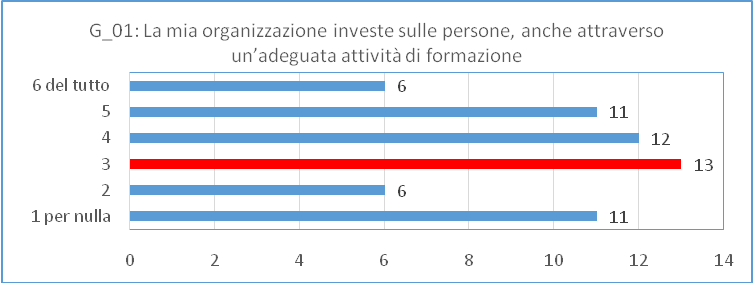 G_01: La mia organizzazione investe sulle persone, anche attraverso
un'adeguata attività di formazione
6 del tutto 6
5 11
4 12
3 13
2 6
1 per nulla 11
0 2 4 6 8 10 12 14